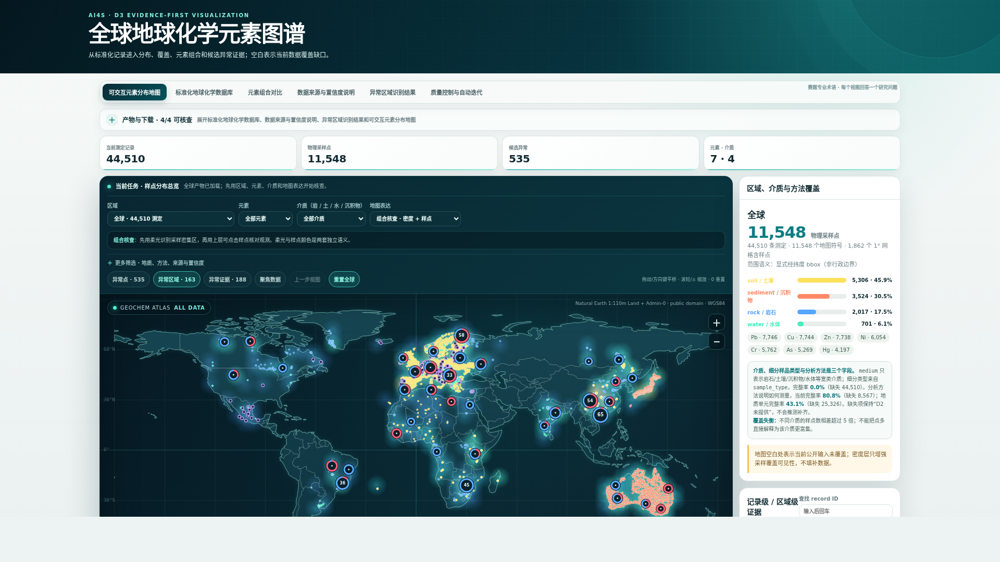 AI4S · D3 EVIDENCE-FIRST VISUALIZATION
全球地球化学元素图谱
从标准化记录进入分布、覆盖、元素组合和候选异常证据；空白表示当前数据覆盖缺口。
可交互元素分布地图
标准化地球化学数据库
元素组合对比
数据来源与置信度说明
异常区域识别结果
质量控制与自动迭代
赛题专业术语 · 每个视图回答一个研究问题
+ 产物与下载 · 4/4 可核查 展开标准化地球化学数据库、数据来源与置信度说明、异常区域识别结果和可交互元素分布地图
当前测定记录
44,510
物理采样点
11,548
候选异常
535
元素 · 介质
7 · 4
当前任务 · 样点分布总览 全球产物已加载；先用区域、元素、介质和地图表达开始核查。
区域
全球 · 44,510 测定
元素
全部元素
介质（岩 / 土 / 水 / 沉积物）
全部介质
地图表达
组合核查 · 密度 + 样点
组合核查：先用柔光识别采样密集区，再用上层可点击样点核对观测。柔光与样点颜色是两套独立语义。
+ 更多筛选 · 地质、方法、来源与置信度
异常点 · 535
异常区域 · 163
异常证据 · 188
聚焦数据
上一步视图
重置全球
拖动/方向键平移 · 滚轮/± 缩放 · 0 重置
GEOCHEM ATLAS ALL DATA
Natural Earth 1:110m Land + Admin-0 · public domain · WGS84
+
−
60°N
30°N
0°
30°S
50
33
54
65
36
45
区域、介质与方法覆盖
全球
11,548 物理采样点
44,510 条测定 · 11,548 个地图符号 · 1,862 个 1° 网
格含样点
范围语义：显式经纬度 bbox（非行政边界）
soil / 土壤 5,306 · 45.9%
sediment / 沉积
物 3,524 · 30.5%
rock / 岩石 2,017 · 17.5%
water / 水体 701 · 6.1%
Pb · 7,746 Cu · 7,744 Zn · 7,738 Ni · 6,054
Cr · 5,762 As · 5,269 Hg · 4,197
介质、细分样品类型与分析方法是三个字段。 medium 只
表示岩石/土壤/沉积物/水体等宽类介质；细分类型来自
sample_type，完整率 0.0%（缺失 44,510）。分析方
法说明如何测量，当前完整率 80.8%（缺失 8,567）；地
质单元完整率 43.1%（缺失 25,326）。缺失项保持“D2
未提供”，不会推测补齐。
覆盖失衡：不同介质的样点数相差超过 5 倍；不能把点多
直接解释为该介质更富集。
地图空白处表示当前公开输入未覆盖；密度层只增强
采样覆盖可见性，不填补数据。
记录级 / 区域级
证据
查找 record ID
输入后回车